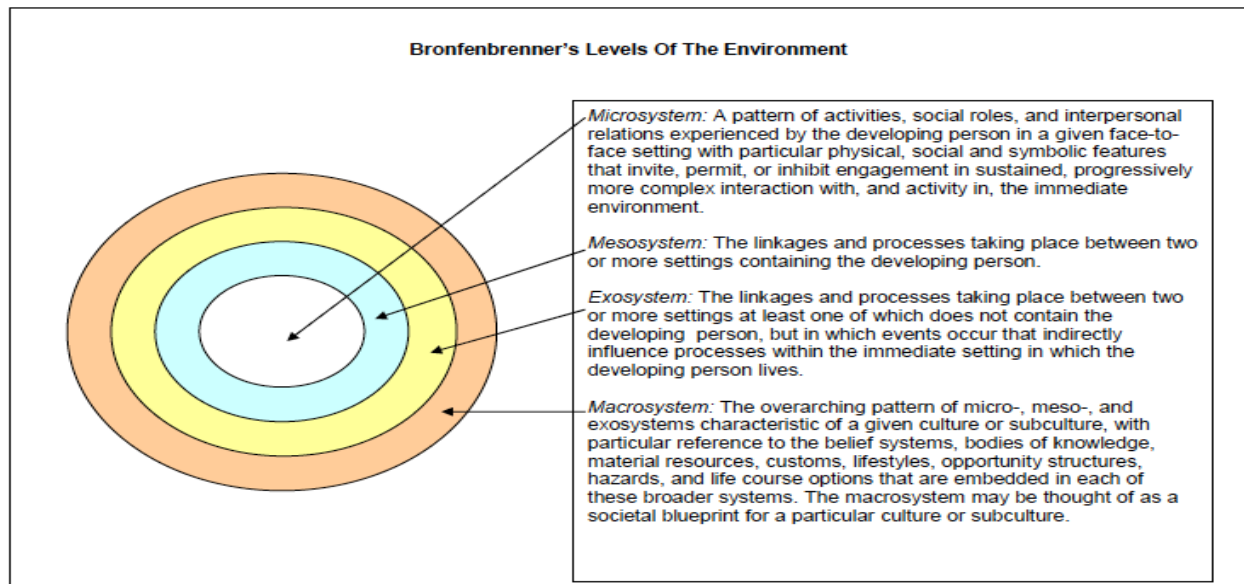 Bronfenbrenner's Levels Of The Environment
Microsystem: A pattern of activities, social roles, and interpersonal
relations experienced by the developing person in a given face-to-
face setting with particular physical, social and symbolic features
that invite, permit, or inhibit engagement in sustained, progressively
more complex interaction with, and activity in, the immediate
environment.
Mesosystem: The linkages and processes taking place between two
or more settings containing the developing person.
Exosystem: The linkages and processes taking place between two
or more settings at least one of which does not contain the
developing person, but in which events occur that indirectly
influence processes within the immediate setting in which the
developing person lives.
Macrosystem: The overarching pattern of micro-, meso-, and
exosystems characteristic of a given culture or subculture, with
particular reference to the belief systems, bodies of knowledge,
material resources, customs, lifestyles, opportunity structures,
hazards, and life course options that are embedded in each of
these broader systems. The macrosystem may be thought of as a
societal blueprint for a particular culture or subculture.